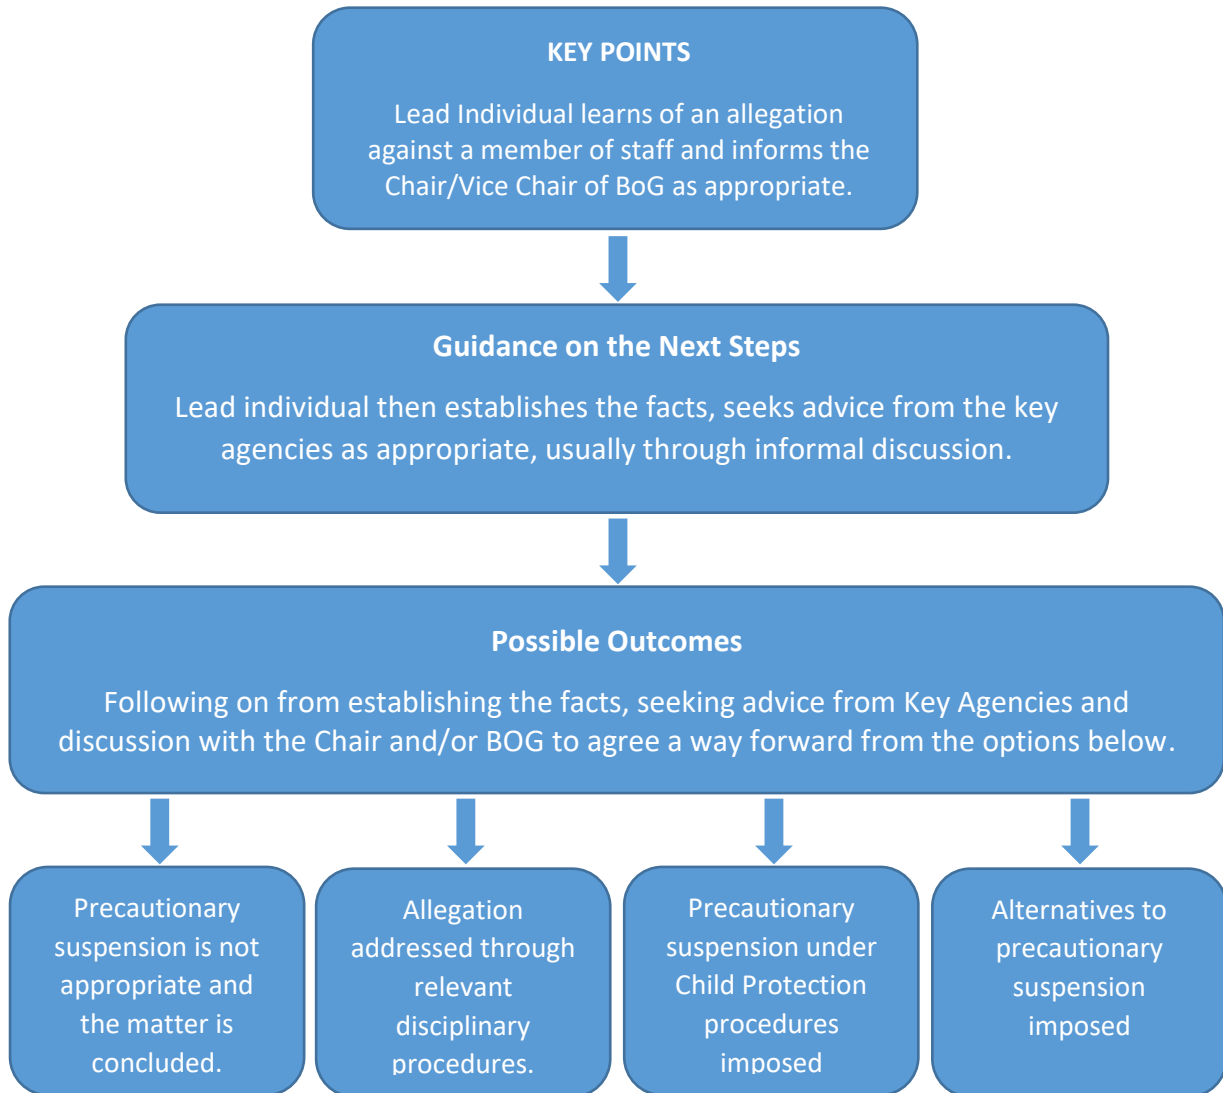 KEY POINTS
Lead Individual learns of an allegation
against a member of staff and informs the
Chair/Vice Chair of BoG as appropriate.
Guidance on the Next Steps
Lead individual then establishes the facts, seeks advice from the key
agencies as appropriate, usually through informal discussion.
Possible Outcomes
Following on from establishing the facts, seeking advice from Key Agencies and
discussion with the Chair and/or BOG to agree a way forward from the options below.
Precautionary
suspension is not
appropriate and
the matter is
concluded.
Allegation
addressed through
relevant
disciplinary
procedures.
Precautionary
suspension under
Child Protection
procedures
imposed
Alternatives to
precautionary
suspension
imposed